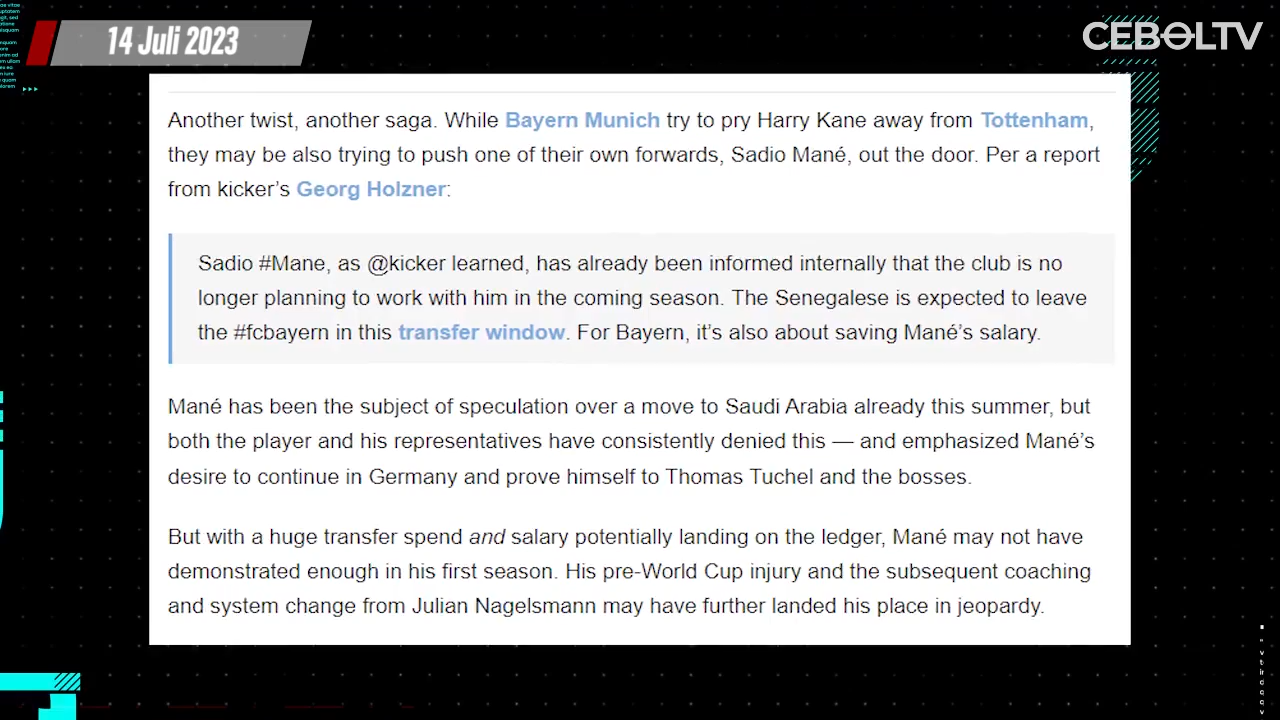 14 Juli 2023
CEBOLTV
Another twist, another saga. While Bayern Munich try to pry Harry Kane away from Tottenham,
they may be also trying to push one of their own forwards, Sadio Mané, out the door. Per a report
from kicker’s Georg Holzner:
Sadio #Mane, as @kicker learned, has already been informed internally that the club is no
longer planning to work with him in the coming season. The Senegalese is expected to leave
the #fcbayern in this transfer window. For Bayern, it’s also about saving Mané’s salary.
Mané has been the subject of speculation over a move to Saudi Arabia already this summer, but
both the player and his representatives have consistently denied this — and emphasized Mané’s
desire to continue in Germany and prove himself to Thomas Tuchel and the bosses.
But with a huge transfer spend and salary potentially landing on the ledger, Mané may not have
demonstrated enough in his first season. His pre-World Cup injury and the subsequent coaching
and system change from Julian Nagelsmann may have further landed his place in jeopardy.